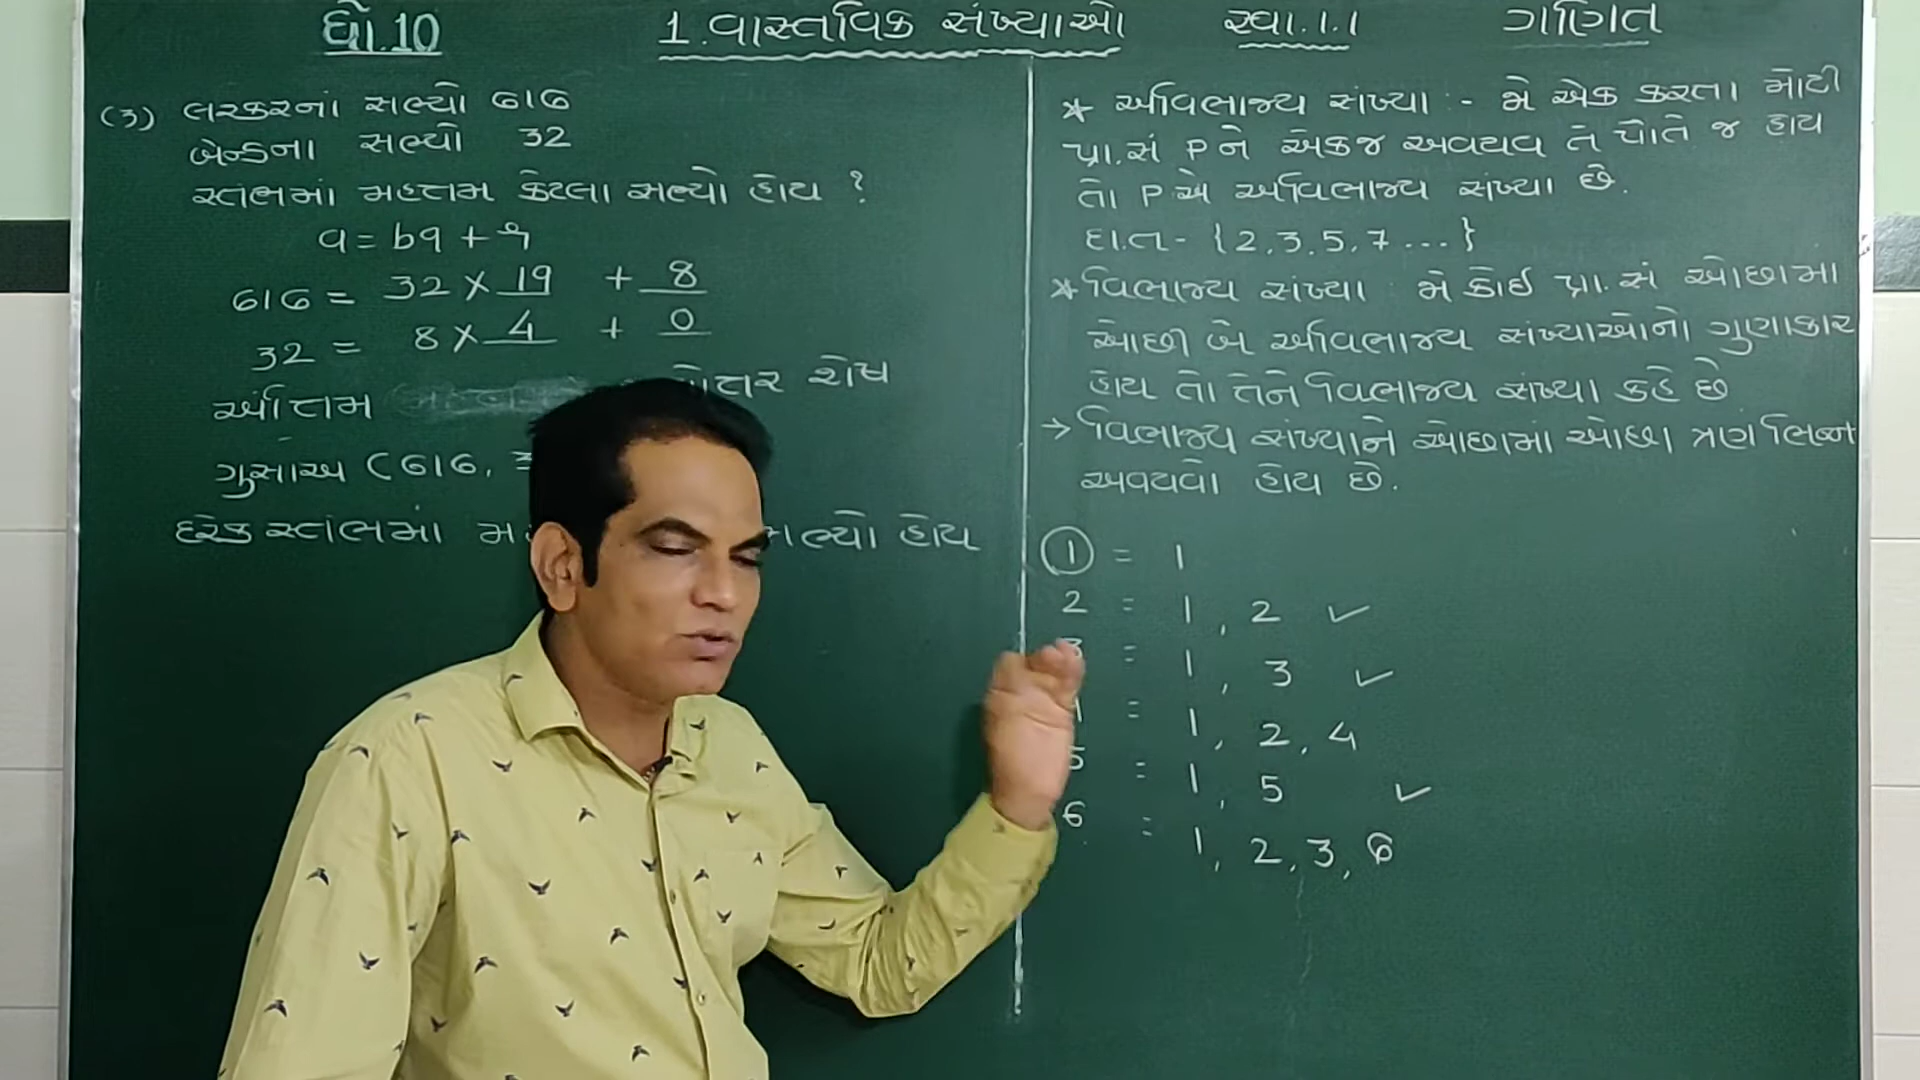 ધો.10 1.વાસ્તવિક સંખ્યાઓ સ્વા.1.1 ગણિત
(3) લશ્કરનાં સભ્યો 616
બેન્ડના સભ્યો 32
સ્તંભમાં મહત્તમ કેટલા સભ્યો હોય ?
a = bq + r
616 = 32 × 19 + 8
32 = 8 × 4 + 0
અંતિમ શેષ
ગુસાઅ (616,
દરેક સ્તંભમાં સભ્યો હોય
* અવિભાજ્ય સંખ્યા :- જો એક કરતા મોટી
પ્રા.સં P ને એકજ અવયવ તે પોતે જ હોય
તો P એ અવિભાજ્ય સંખ્યા છે.
દા.ત - {2,3,5,7...}
* વિભાજ્ય સંખ્યા જો કોઈ પ્રા.સં ઓછામાં
ઓછી બે અવિભાજ્ય સંખ્યાઓનો ગુણાકાર
હોય તો તેને વિભાજ્ય સંખ્યા કહે છે
→ વિભાજ્ય સંખ્યાને ઓછામાં ઓછા ત્રણ ભિન્ન
અવયવો હોય છે.
1 = 1
2 = 1, 2 ✓
3 = 1, 3 ✓
= 1, 2, 4
5 = 1, 5 ✓
6 = 1, 2, 3, 6